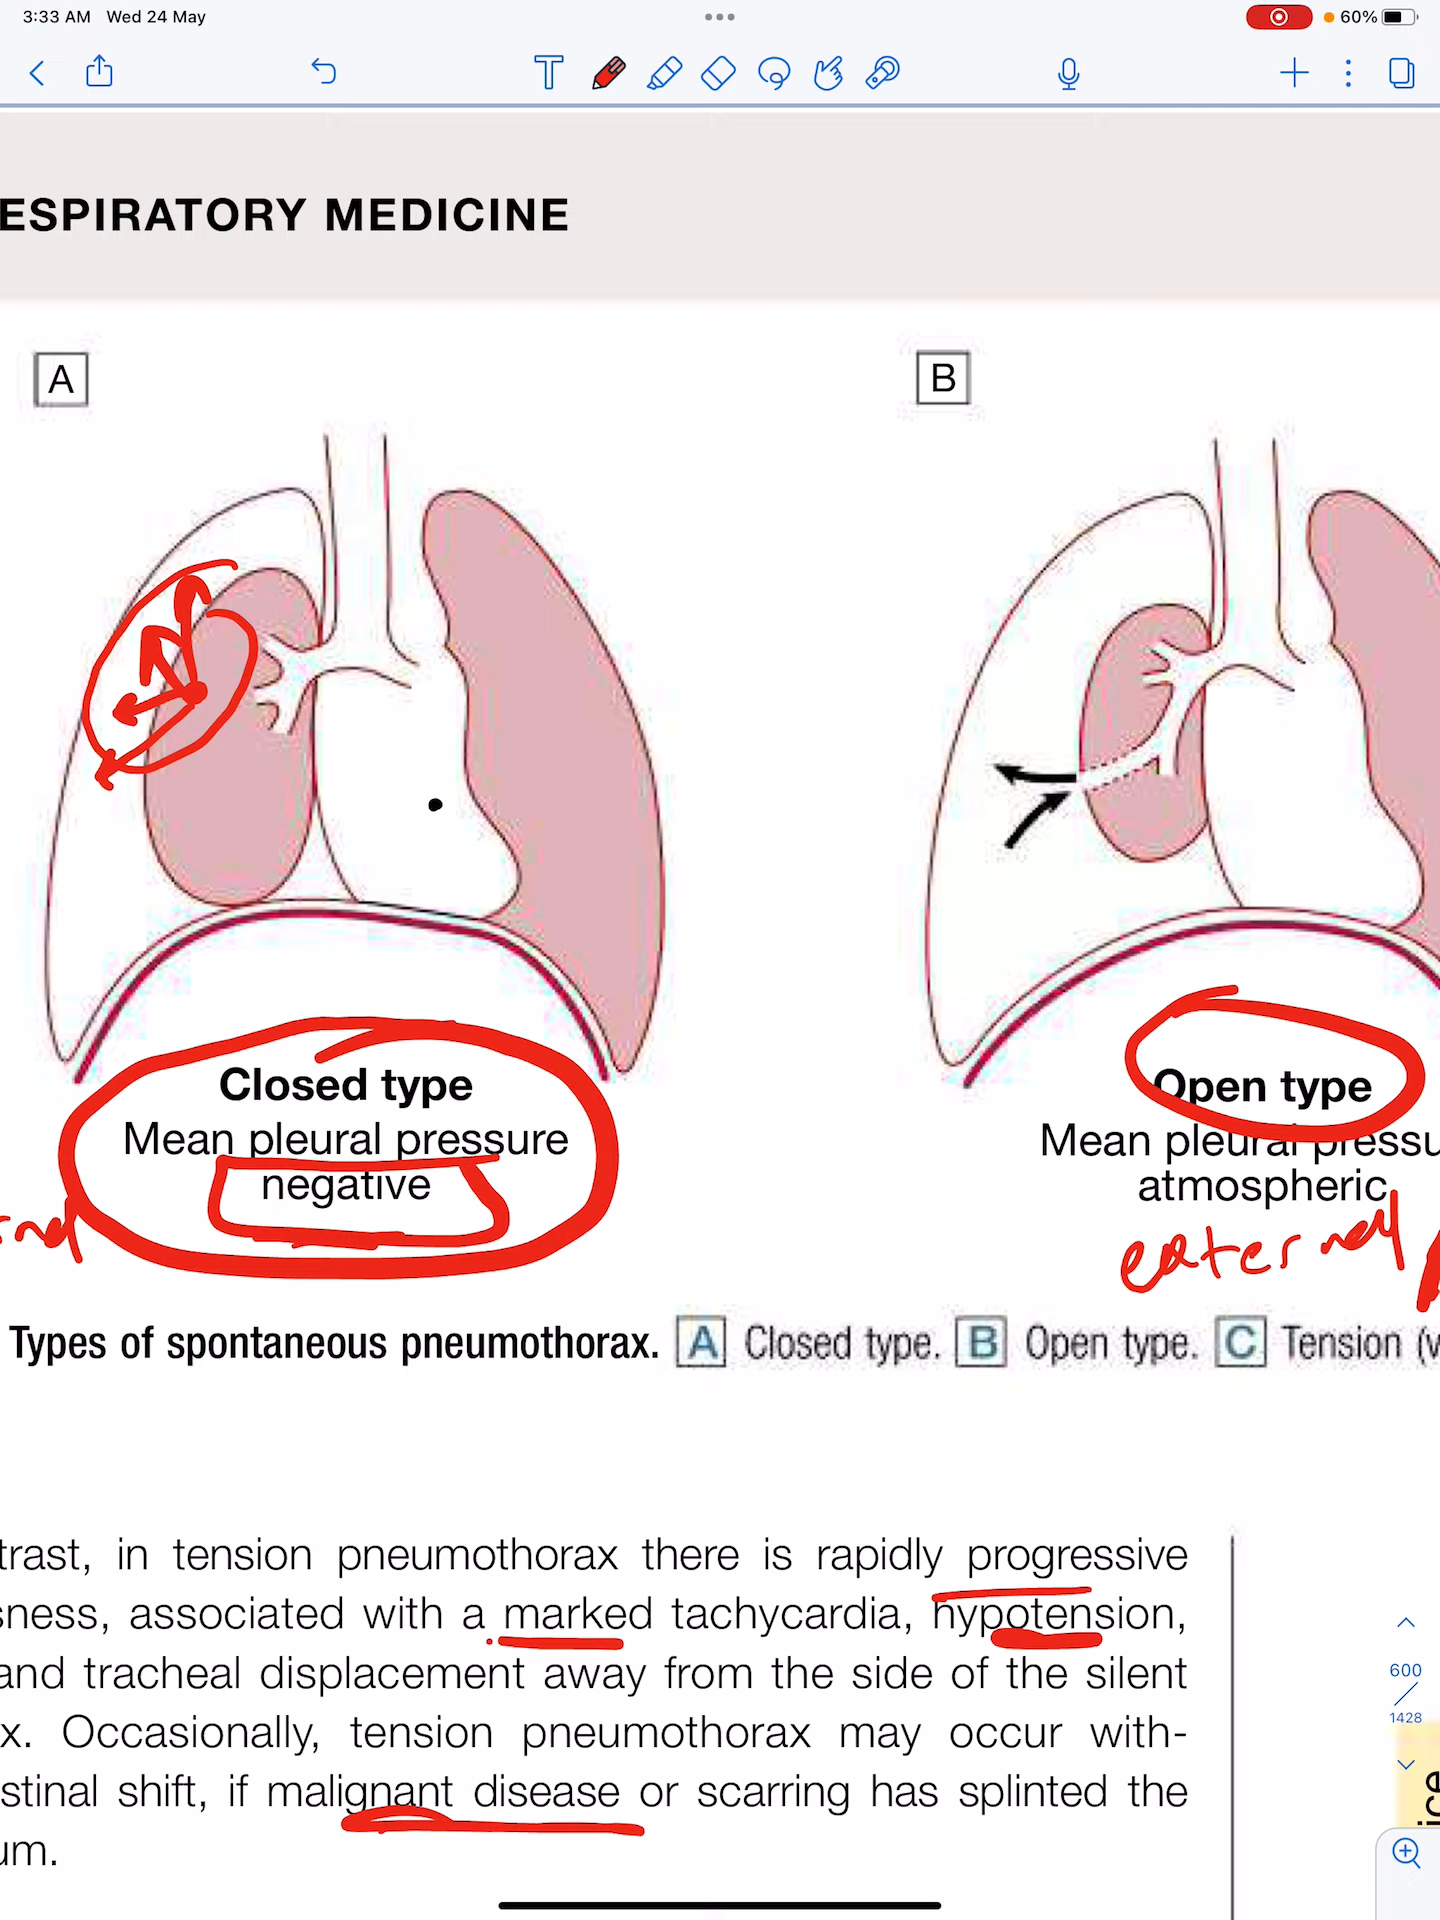 3:33 AM Wed 24 May
60%
ESPIRATORY MEDICINE
A
B
Closed type
Mean pleural pressure
negative
Open type
Mean pleural pressu
atmospheric
external
Types of spontaneous pneumothorax. A Closed type. B Open type. C Tension (v
trast, in tension pneumothorax there is rapidly progressive
sness, associated with a marked tachycardia, hypotension,
and tracheal displacement away from the side of the silent
x. Occasionally, tension pneumothorax may occur with-
stinal shift, if malignant disease or scarring has splinted the
um.
600
1428
ice